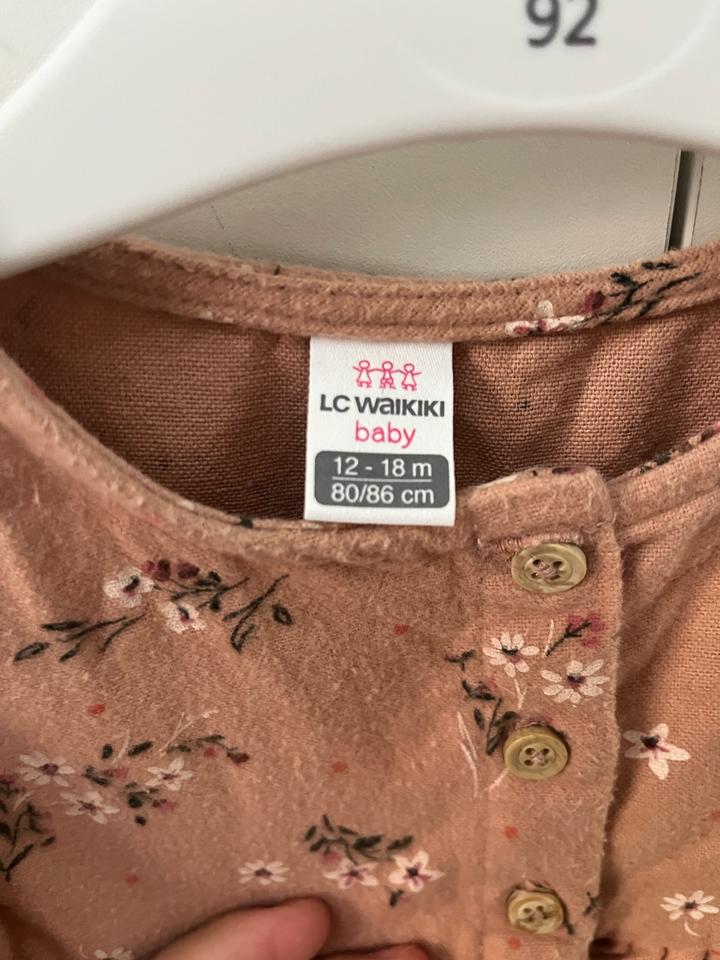 92
LC WAIKIKI
baby
12 - 18 m
80/86 cm